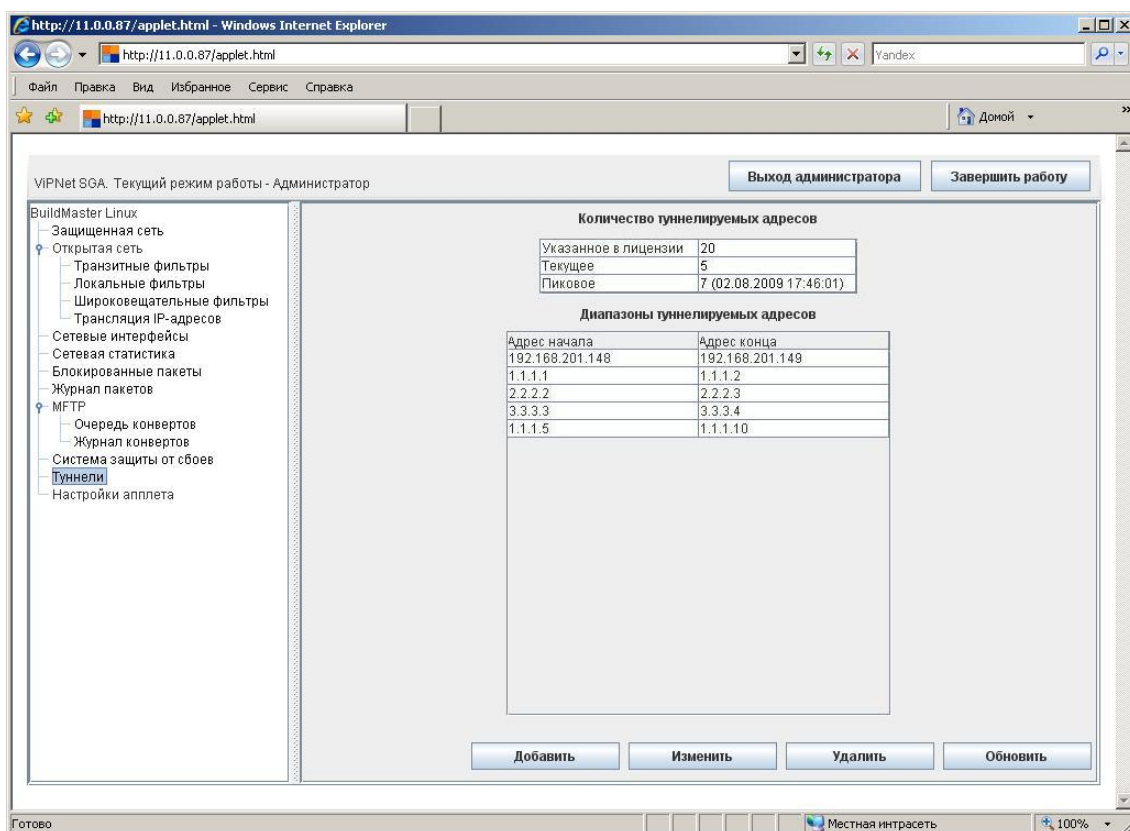 http://11.0.0.87/applet.html - Windows Internet Explorer
http://11.0.0.87/applet.html
Yandex
Файл Правка Вид Избранное Сервис Справка
http://11.0.0.87/applet.html
Домой
ViPNet SGA. Текущий режим работы - Администратор
Выход администратора
Завершить работу
BuildMaster Linux
Защищенная сеть
Открытая сеть
Транзитные фильтры
Локальные фильтры
Широковещательные фильтры
Трансляция IP-адресов
Сетевые интерфейсы
Сетевая статистика
Блокированные пакеты
Журнал пакетов
MFTP
Очередь конвертов
Журнал конвертов
Система защиты от сбоев
Туннели
Настройки апплета
Количество туннелируемых адресов
Указанное в лицензии 20
Текущее 5
Пиковое 7 (02.08.2009 17:46:01)
Диапазоны туннелируемых адресов
Адрес начала Адрес конца
192.168.201.148 192.168.201.149
1.1.1.1 1.1.1.2
2.2.2.2 2.2.2.3
3.3.3.3 3.3.3.4
1.1.1.5 1.1.1.10
Добавить Изменить Удалить Обновить
Готово Местная интрасеть 100%